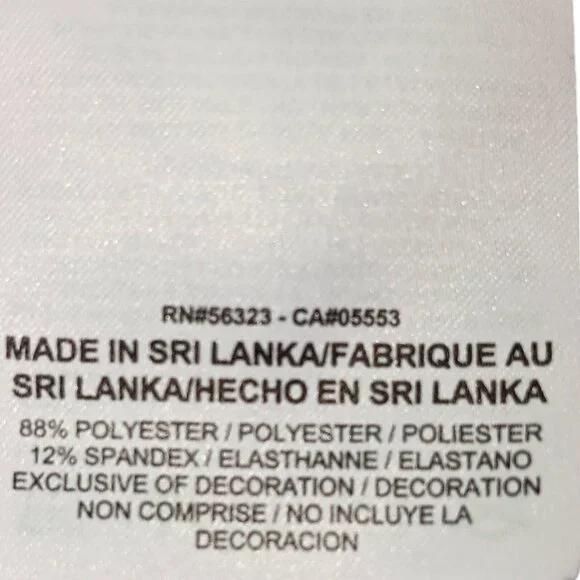 RN#56323 - CA#05553
MADE IN SRI LANKA/FABRIQUE AU
SRI LANKA/HECHO EN SRI LANKA
88% POLYESTER / POLYESTER / POLIESTER
12% SPANDEX / ELASTHANNE / ELASTANO
EXCLUSIVE OF DECORATION / DECORATION
NON COMPRISE / NO INCLUYE LA
DECORACION